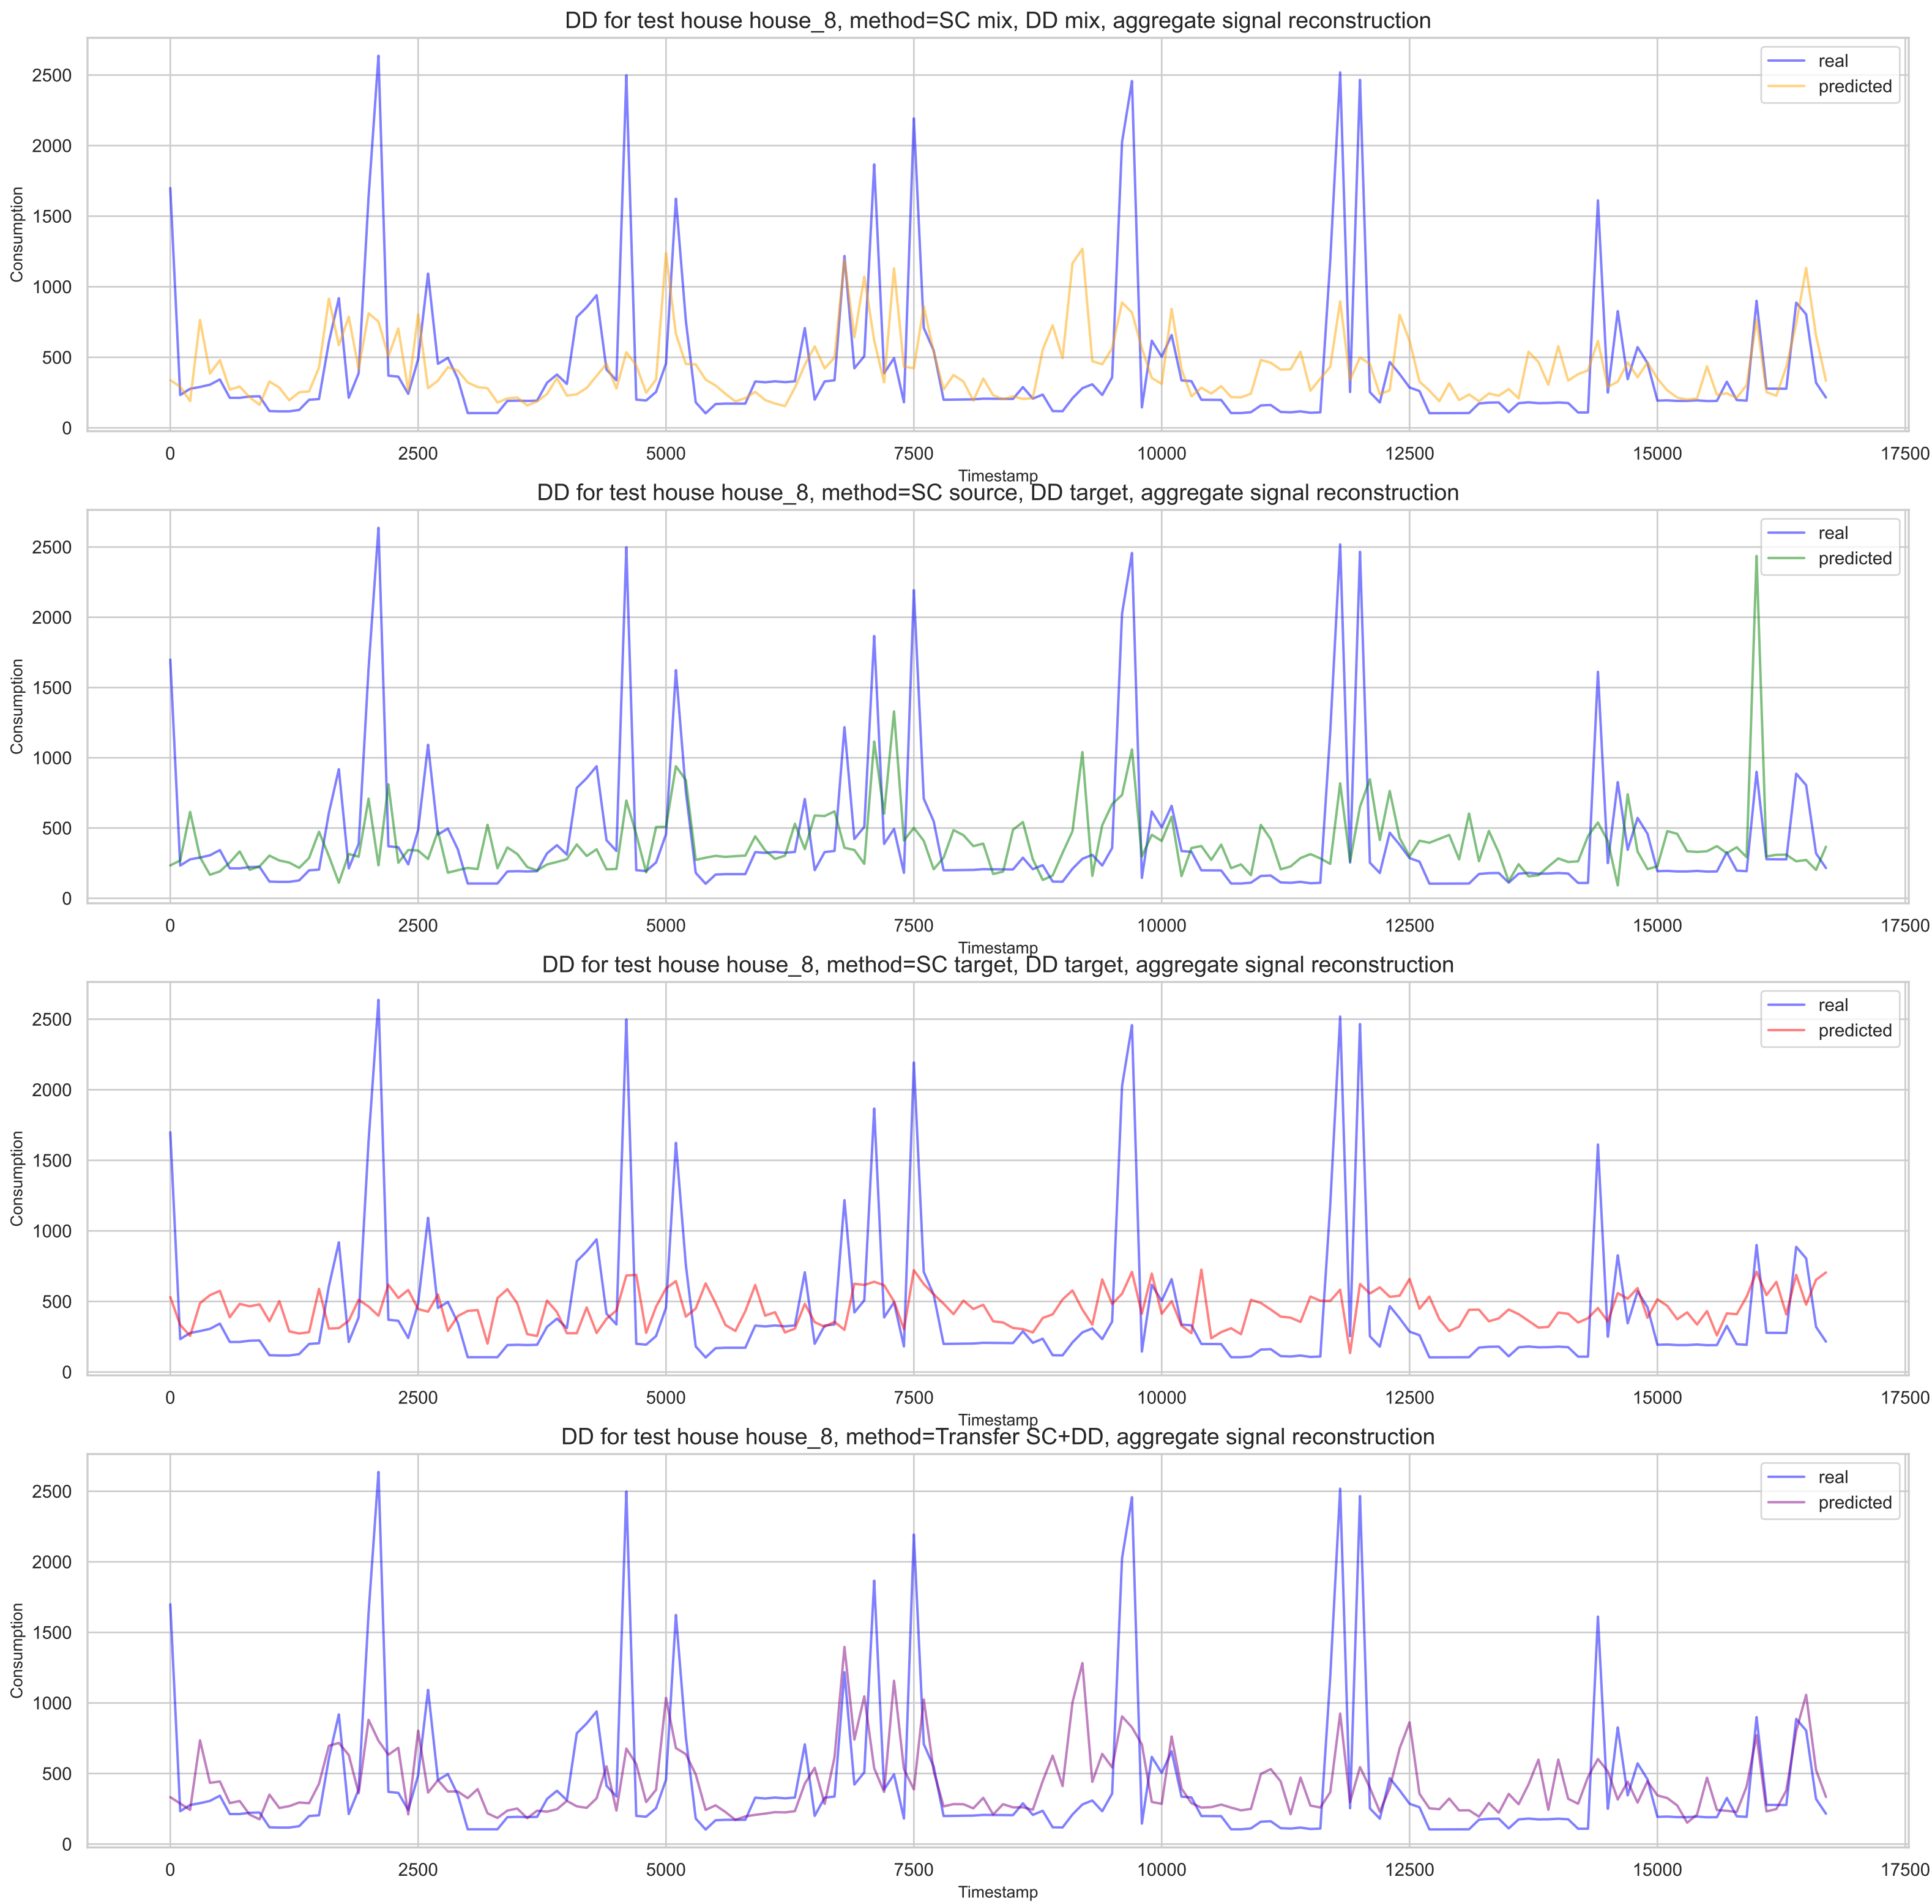 DD for test house house_8, method=SC mix, DD mix, aggregate signal reconstruction
real
predicted
2500
2000
1500
1000
500
0
Consumption
0 2500 5000 7500 10000 12500 15000 17500
Timestamp
DD for test house house_8, method=SC source, DD target, aggregate signal reconstruction
real
predicted
2500
2000
1500
1000
500
0
Consumption
0 2500 5000 7500 10000 12500 15000 17500
Timestamp
DD for test house house_8, method=SC target, DD target, aggregate signal reconstruction
real
predicted
2500
2000
1500
1000
500
0
Consumption
0 2500 5000 7500 10000 12500 15000 17500
Timestamp
DD for test house house_8, method=Transfer SC+DD, aggregate signal reconstruction
real
predicted
2500
2000
1500
1000
500
0
Consumption
0 2500 5000 7500 10000 12500 15000 17500
Timestamp